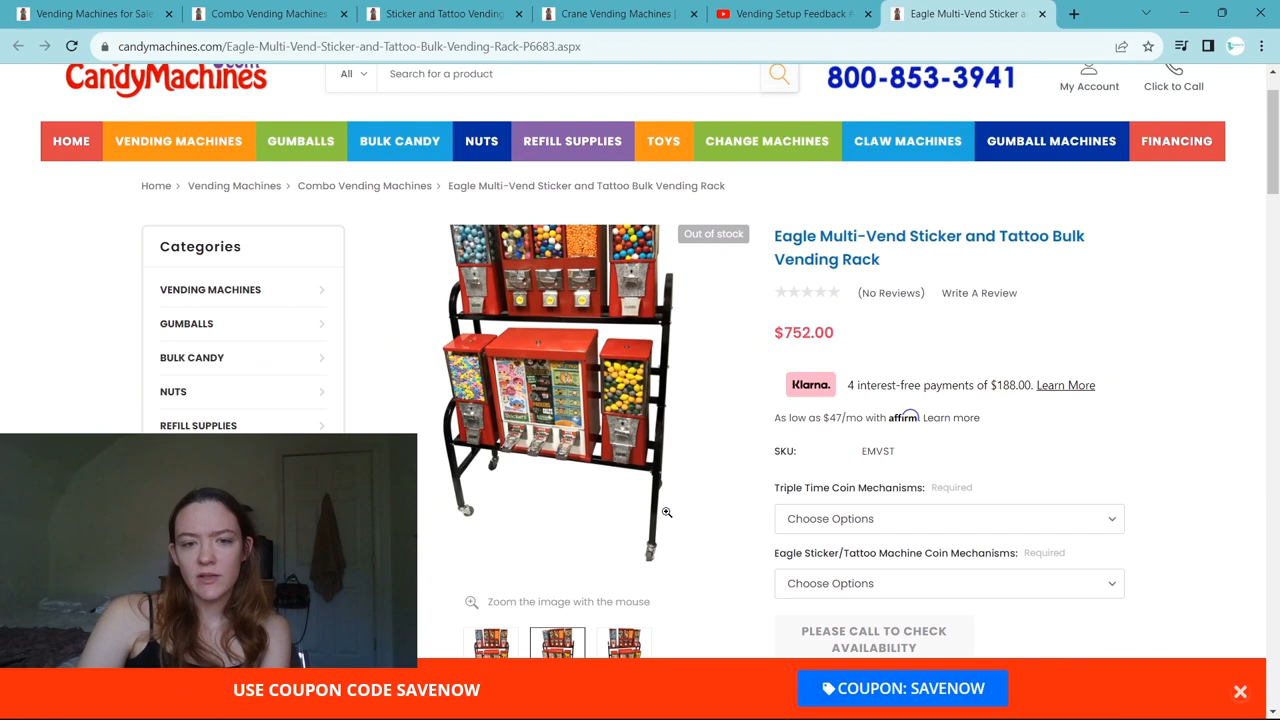 Vending Machines for Sale
Stickers and
Vending
Crane Vending Machines
Vending Setup Feedback
Eagle Multi-Vend Sticker a
candymachines.com/Eagle-Multi-Vend-Sticker-and-Tattoo-Bulk-Vending-Rack-P6683.aspx
CandyMachines
All
Search for a product
800-853-3941
My Account
Click to Call
HOME
VENDING MACHINES
GUMBALLS
BULK CANDY
NUTS
REFILL SUPPLIES
TOYS
CHANGE MACHINES
CLAW MACHINES
GUMBALL MACHINES
FINANCING
Home > Vending Machines > Combo Vending Machines > Eagle Multi-Vend Sticker and Tattoo Bulk Vending Rack
Categories
VENDING MACHINES
GUMBALLS
BULK CANDY
NUTS
REFILL SUPPLIES
Out of stock
Zoom the image with the mouse
Eagle Multi-Vend Sticker and Tattoo Bulk
Vending Rack
(No Reviews)
Write A Review
$752.00
Klarna.
4 interest-free payments of $188.00. Learn More
As low as $47/mo with affirm. Learn more
SKU:
EMVST
Triple Time Coin Mechanisms: Required
Choose Options
Eagle Sticker/Tattoo Machine Coin Mechanisms: Required
Choose Options
PLEASE CALL TO CHECK
AVAILABILITY
USE COUPON CODE SAVENOW
COUPON: SAVENOW